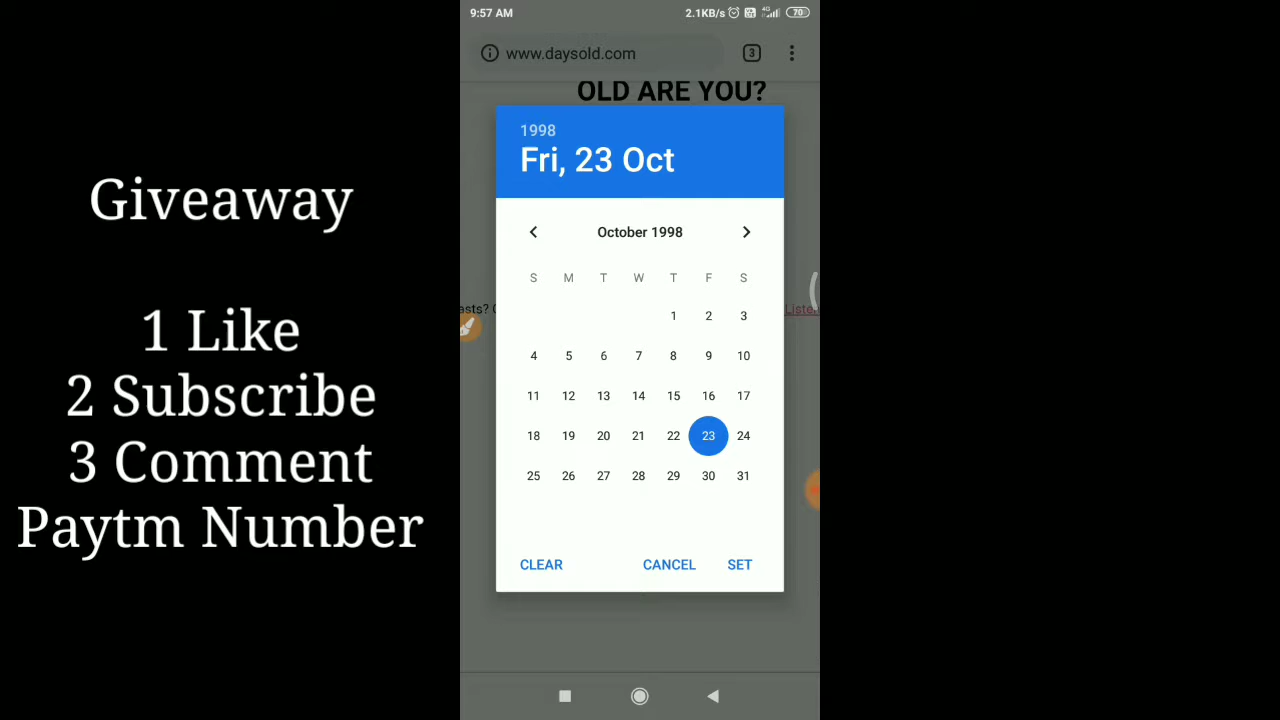 Giveaway
1 Like
2 Subscribe
3 Comment
Paytm Number
9:57 AM
2.1KB/s
4G
70
www.daysold.com
3
OLD ARE YOU?
1998
Fri, 23 Oct
October 1998
S M T W T F S
1 2 3
4 5 6 7 8 9 10
11 12 13 14 15 16 17
18 19 20 21 22 23 24
25 26 27 28 29 30 31
CLEAR CANCEL SET